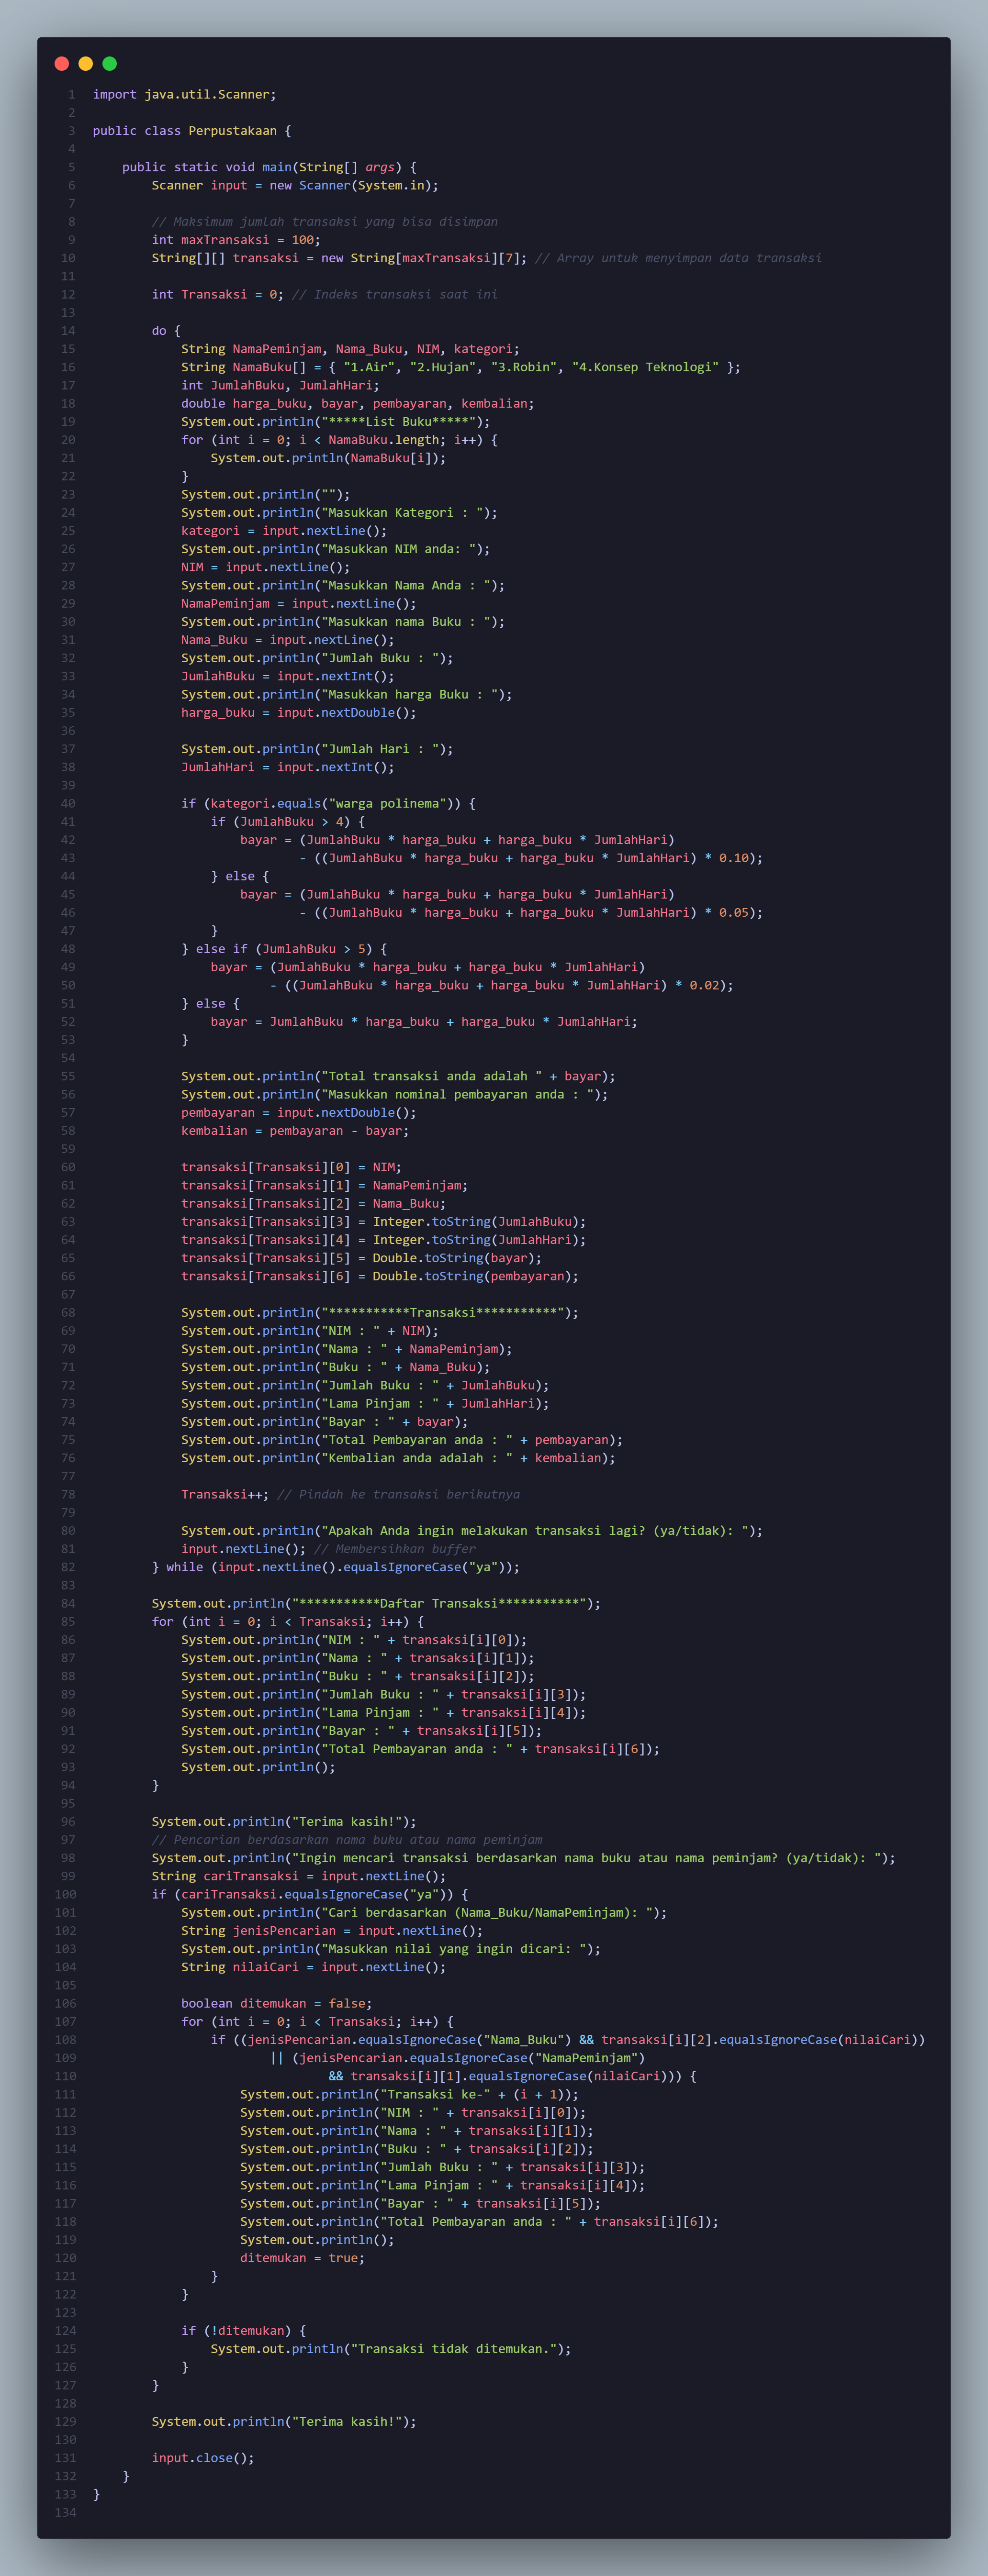 1 import java.util.Scanner;
2
3 public class Perpustakaan {
4
5     public static void main(String[] args) {
6         Scanner input = new Scanner(System.in);
7
8         // Maksimum jumlah transaksi yang bisa disimpan
9         int maxTransaksi = 100;
10         String[][] transaksi = new String[maxTransaksi][7]; // Array untuk menyimpan data transaksi
11
12         int Transaksi = 0; // Indeks transaksi saat ini
13
14         do {
15             String NamaPeminjam, Nama_Buku, NIM, kategori;
16             String NamaBuku[] = { "1.Air", "2.Hujan", "3.Robin", "4.Konsep Teknologi" };
17             int JumlahBuku, JumlahHari;
18             double harga_buku, bayar, pembayaran, kembalian;
19             System.out.println("*****List Buku*****");
20             for (int i = 0; i < NamaBuku.length; i++) {
21                 System.out.println(NamaBuku[i]);
22             }
23             System.out.println("");
24             System.out.println("Masukkan Kategori : ");
25             kategori = input.nextLine();
26             System.out.println("Masukkan NIM anda: ");
27             NIM = input.nextLine();
28             System.out.println("Masukkan Nama Anda : ");
29             NamaPeminjam = input.nextLine();
30             System.out.println("Masukkan nama Buku : ");
31             Nama_Buku = input.nextLine();
32             System.out.println("Jumlah Buku : ");
33             JumlahBuku = input.nextInt();
34             System.out.println("Masukkan harga Buku : ");
35             harga_buku = input.nextDouble();
36
37             System.out.println("Jumlah Hari : ");
38             JumlahHari = input.nextInt();
39
40             if (kategori.equals("warga polinema")) {
41                 if (JumlahBuku > 4) {
42                     bayar = (JumlahBuku * harga_buku + harga_buku * JumlahHari)
43                             - ((JumlahBuku * harga_buku + harga_buku * JumlahHari) * 0.10);
44                 } else {
45                     bayar = (JumlahBuku * harga_buku + harga_buku * JumlahHari)
46                             - ((JumlahBuku * harga_buku + harga_buku * JumlahHari) * 0.05);
47                 }
48             } else if (JumlahBuku > 5) {
49                 bayar = (JumlahBuku * harga_buku + harga_buku * JumlahHari)
50                         - ((JumlahBuku * harga_buku + harga_buku * JumlahHari) * 0.02);
51             } else {
52                 bayar = JumlahBuku * harga_buku + harga_buku * JumlahHari;
53             }
54
55             System.out.println("Total transaksi anda adalah " + bayar);
56             System.out.println("Masukkan nominal pembayaran anda : ");
57             pembayaran = input.nextDouble();
58             kembalian = pembayaran - bayar;
59
60             transaksi[Transaksi][0] = NIM;
61             transaksi[Transaksi][1] = NamaPeminjam;
62             transaksi[Transaksi][2] = Nama_Buku;
63             transaksi[Transaksi][3] = Integer.toString(JumlahBuku);
64             transaksi[Transaksi][4] = Integer.toString(JumlahHari);
65             transaksi[Transaksi][5] = Double.toString(bayar);
66             transaksi[Transaksi][6] = Double.toString(pembayaran);
67
68             System.out.println("***********Transaksi***********");
69             System.out.println("NIM : " + NIM);
70             System.out.println("Nama : " + NamaPeminjam);
71             System.out.println("Buku : " + Nama_Buku);
72             System.out.println("Jumlah Buku : " + JumlahBuku);
73             System.out.println("Lama Pinjam : " + JumlahHari);
74             System.out.println("Bayar : " + bayar);
75             System.out.println("Total Pembayaran anda : " + pembayaran);
76             System.out.println("Kembalian anda adalah : " + kembalian);
77
78             Transaksi++; // Pindah ke transaksi berikutnya
79
80             System.out.println("Apakah Anda ingin melakukan transaksi lagi? (ya/tidak): ");
81             input.nextLine(); // Membersihkan buffer
82         } while (input.nextLine().equalsIgnoreCase("ya"));
83
84         System.out.println("***********Daftar Transaksi***********");
85         for (int i = 0; i < Transaksi; i++) {
86             System.out.println("NIM : " + transaksi[i][0]);
87             System.out.println("Nama : " + transaksi[i][1]);
88             System.out.println("Buku : " + transaksi[i][2]);
89             System.out.println("Jumlah Buku : " + transaksi[i][3]);
90             System.out.println("Lama Pinjam : " + transaksi[i][4]);
91             System.out.println("Bayar : " + transaksi[i][5]);
92             System.out.println("Total Pembayaran anda : " + transaksi[i][6]);
93             System.out.println();
94         }
95
96         System.out.println("Terima kasih!");
97         // Pencarian berdasarkan nama buku atau nama peminjam
98         System.out.println("Ingin mencari transaksi berdasarkan nama buku atau nama peminjam? (ya/tidak): ");
99         String cariTransaksi = input.nextLine();
100         if (cariTransaksi.equalsIgnoreCase("ya")) {
101             System.out.println("Cari berdasarkan (Nama_Buku/NamaPeminjam): ");
102             String jenisPencarian = input.nextLine();
103             System.out.println("Masukkan nilai yang ingin dicari: ");
104             String nilaiCari = input.nextLine();
105
106             boolean ditemukan = false;
107             for (int i = 0; i < Transaksi; i++) {
108                 if ((jenisPencarian.equalsIgnoreCase("Nama_Buku") && transaksi[i][2].equalsIgnoreCase(nilaiCari))
109                         || (jenisPencarian.equalsIgnoreCase("NamaPeminjam")
110                                 && transaksi[i][1].equalsIgnoreCase(nilaiCari))) {
111                     System.out.println("Transaksi ke-" + (i + 1));
112                     System.out.println("NIM : " + transaksi[i][0]);
113                     System.out.println("Nama : " + transaksi[i][1]);
114                     System.out.println("Buku : " + transaksi[i][2]);
115                     System.out.println("Jumlah Buku : " + transaksi[i][3]);
116                     System.out.println("Lama Pinjam : " + transaksi[i][4]);
117                     System.out.println("Bayar : " + transaksi[i][5]);
118                     System.out.println("Total Pembayaran anda : " + transaksi[i][6]);
119                     System.out.println();
120                     ditemukan = true;
121                 }
122             }
123
124             if (!ditemukan) {
125                 System.out.println("Transaksi tidak ditemukan.");
126             }
127         }
128
129         System.out.println("Terima kasih!");
130
131         input.close();
132     }
133 }
134